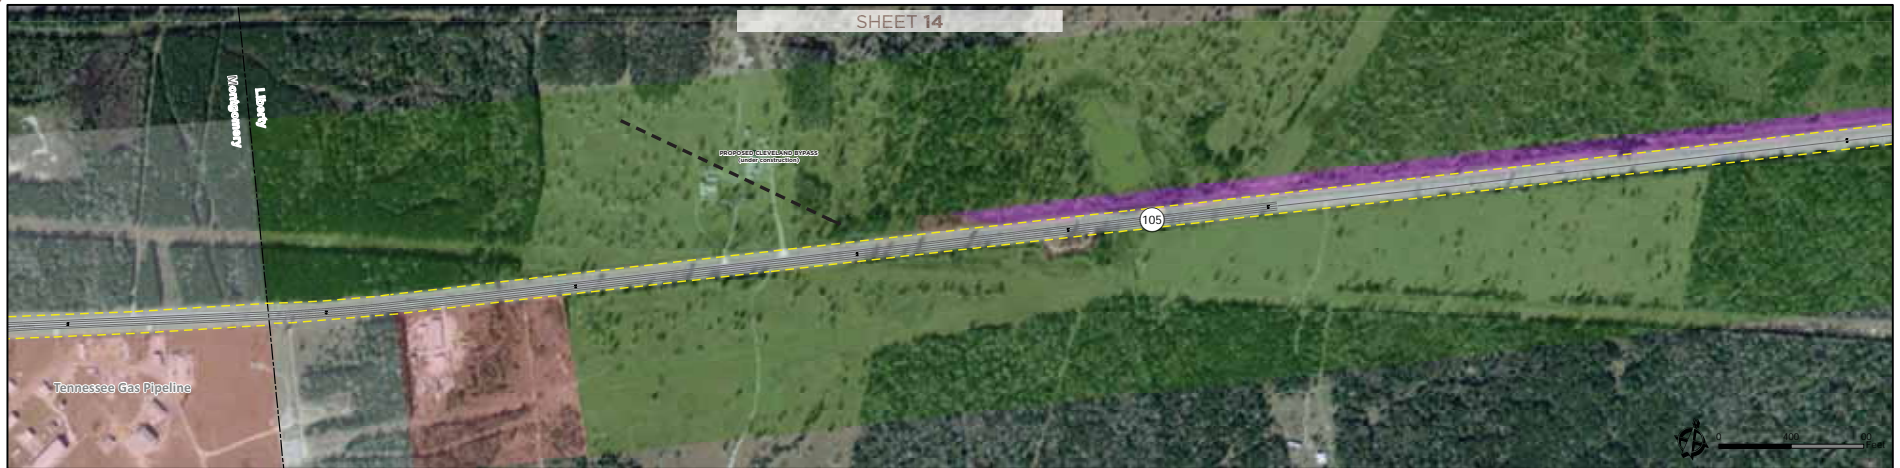 SHEET 14
Montgomery
Liberty
PROPOSED CLEVELAND BYPASS
(under construction)
105
Tennessee Gas Pipeline
0 400
Feet